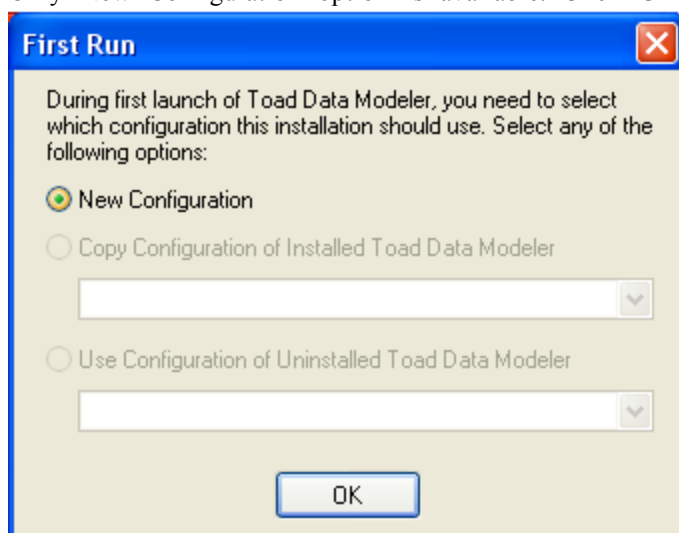 First Run
During first launch of Toad Data Modeler, you need to select
which configuration this installation should use. Select any of the
following options:
New Configuration
Copy Configuration of Installed Toad Data Modeler
Use Configuration of Uninstalled Toad Data Modeler
OK